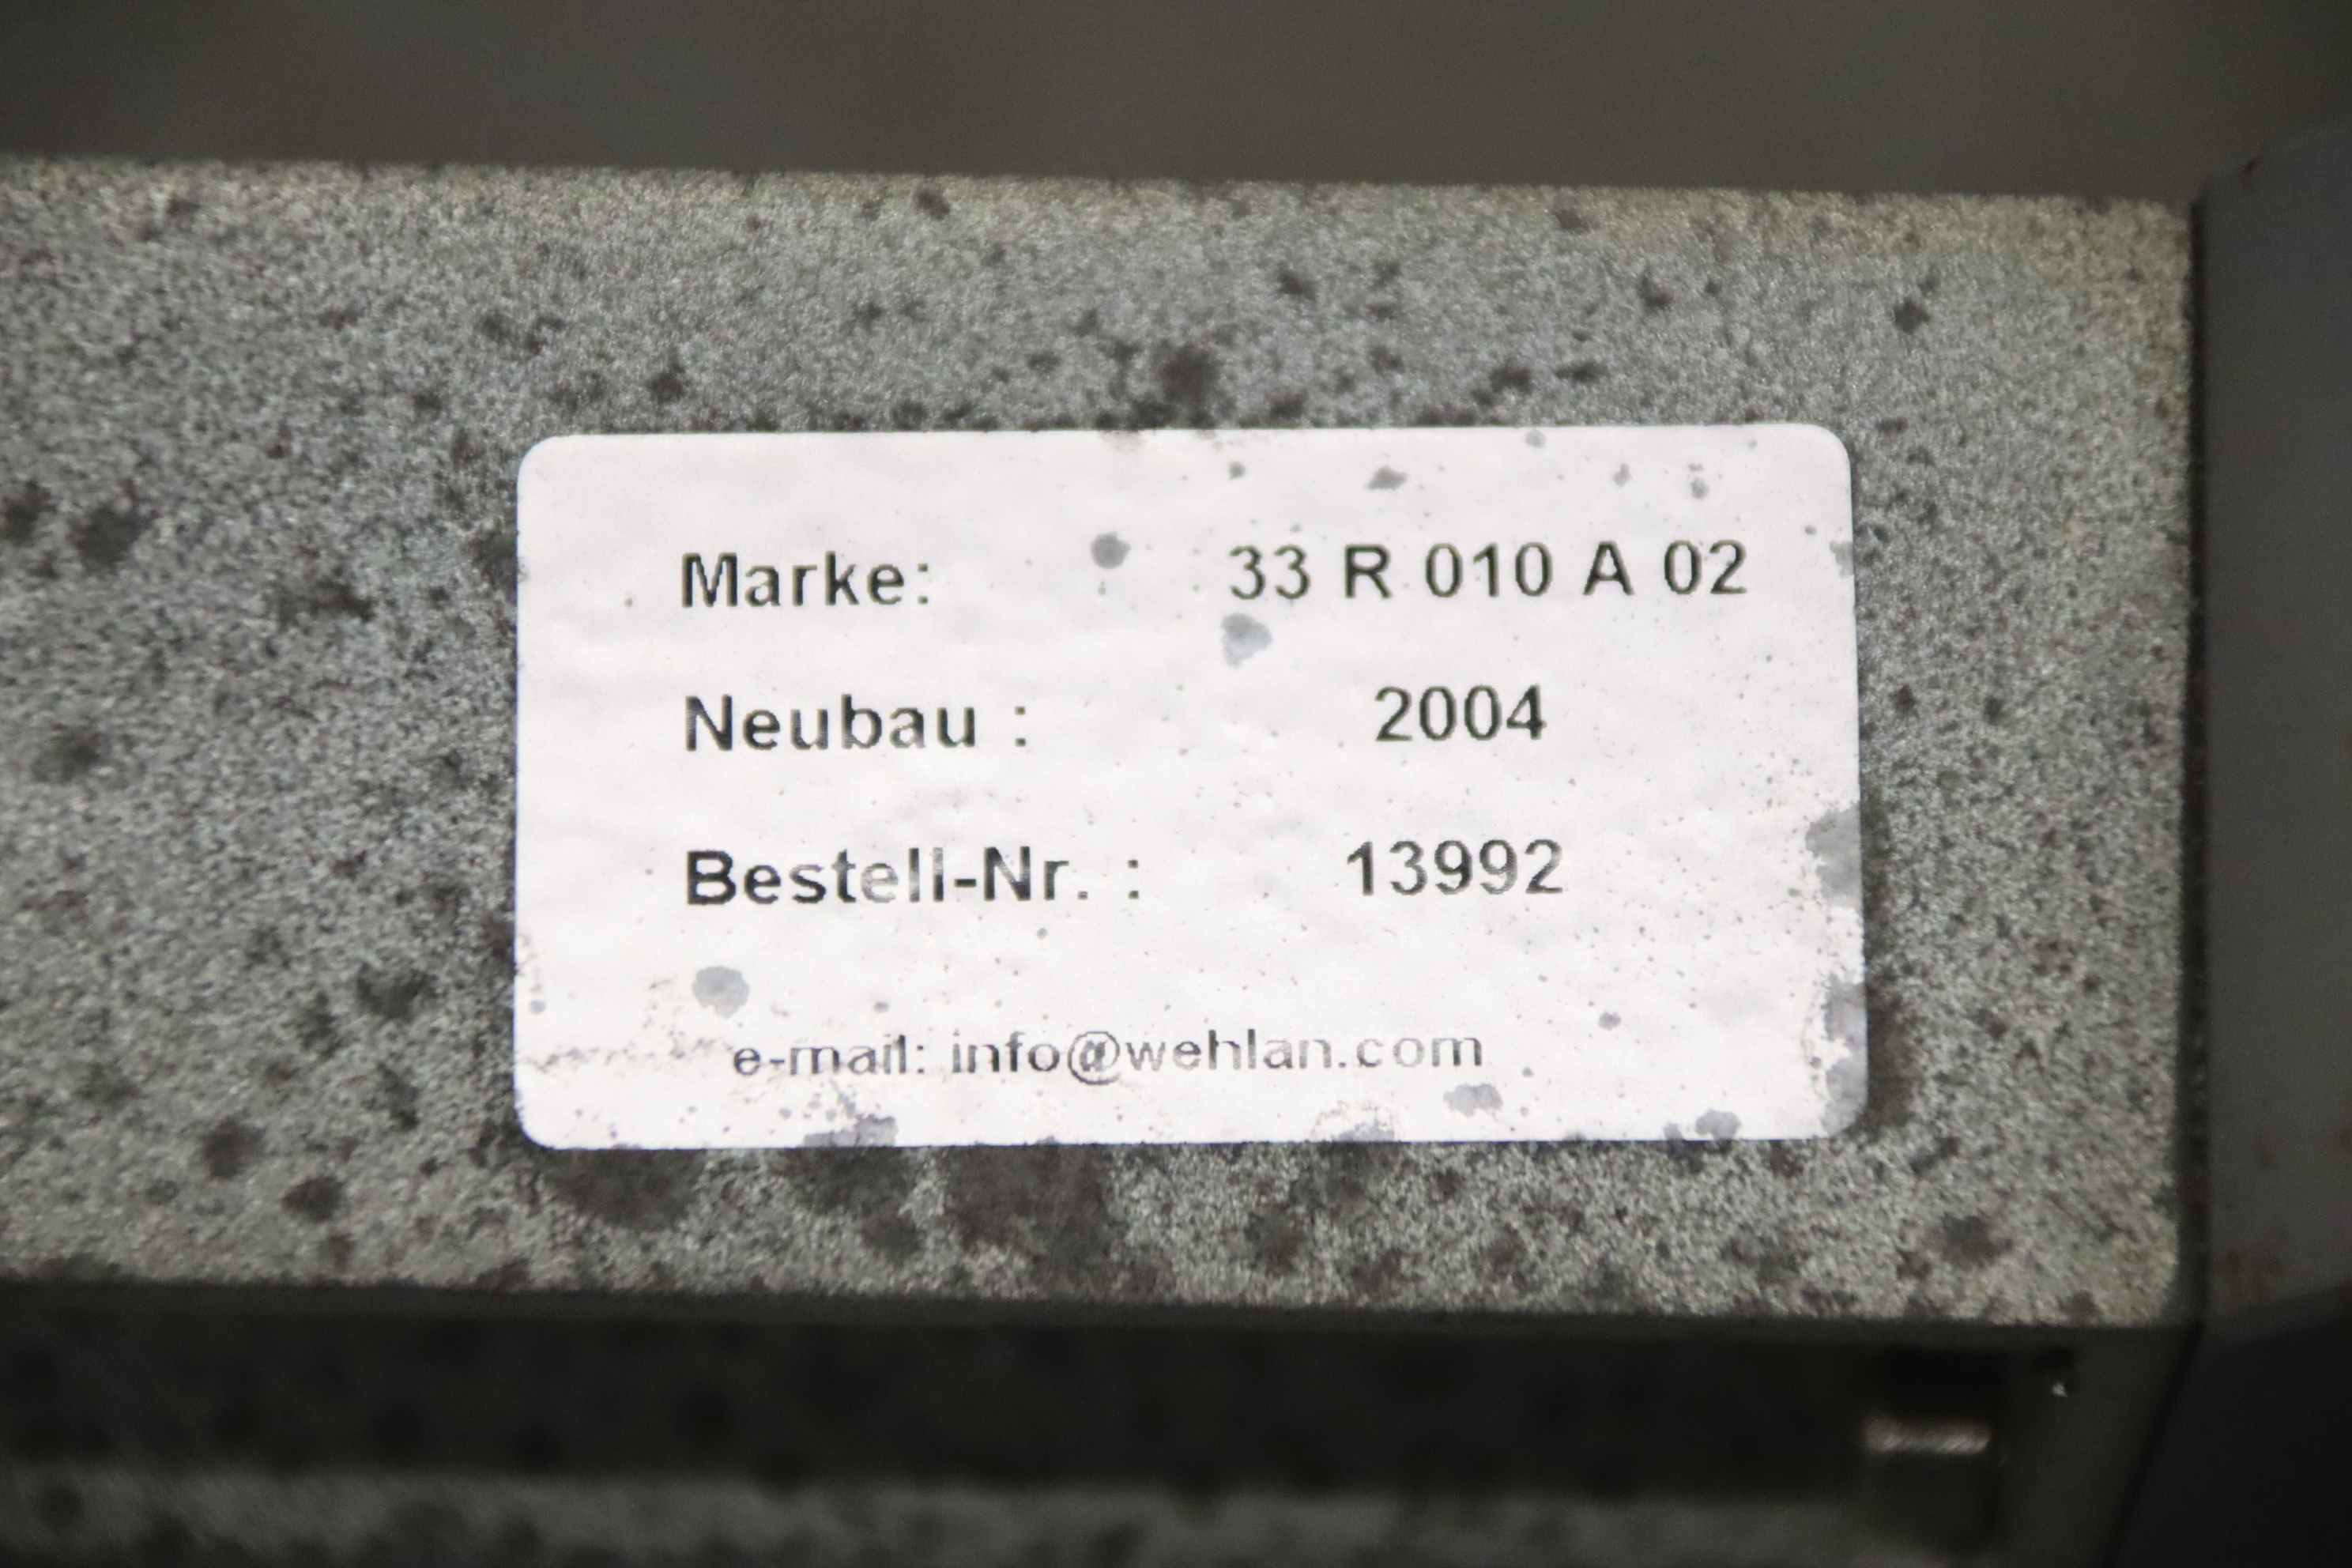 Marke: 33 R 010 A 02
Neubau : 2004
Bestell-Nr. : 13992
e-mail: info@wehlan.com